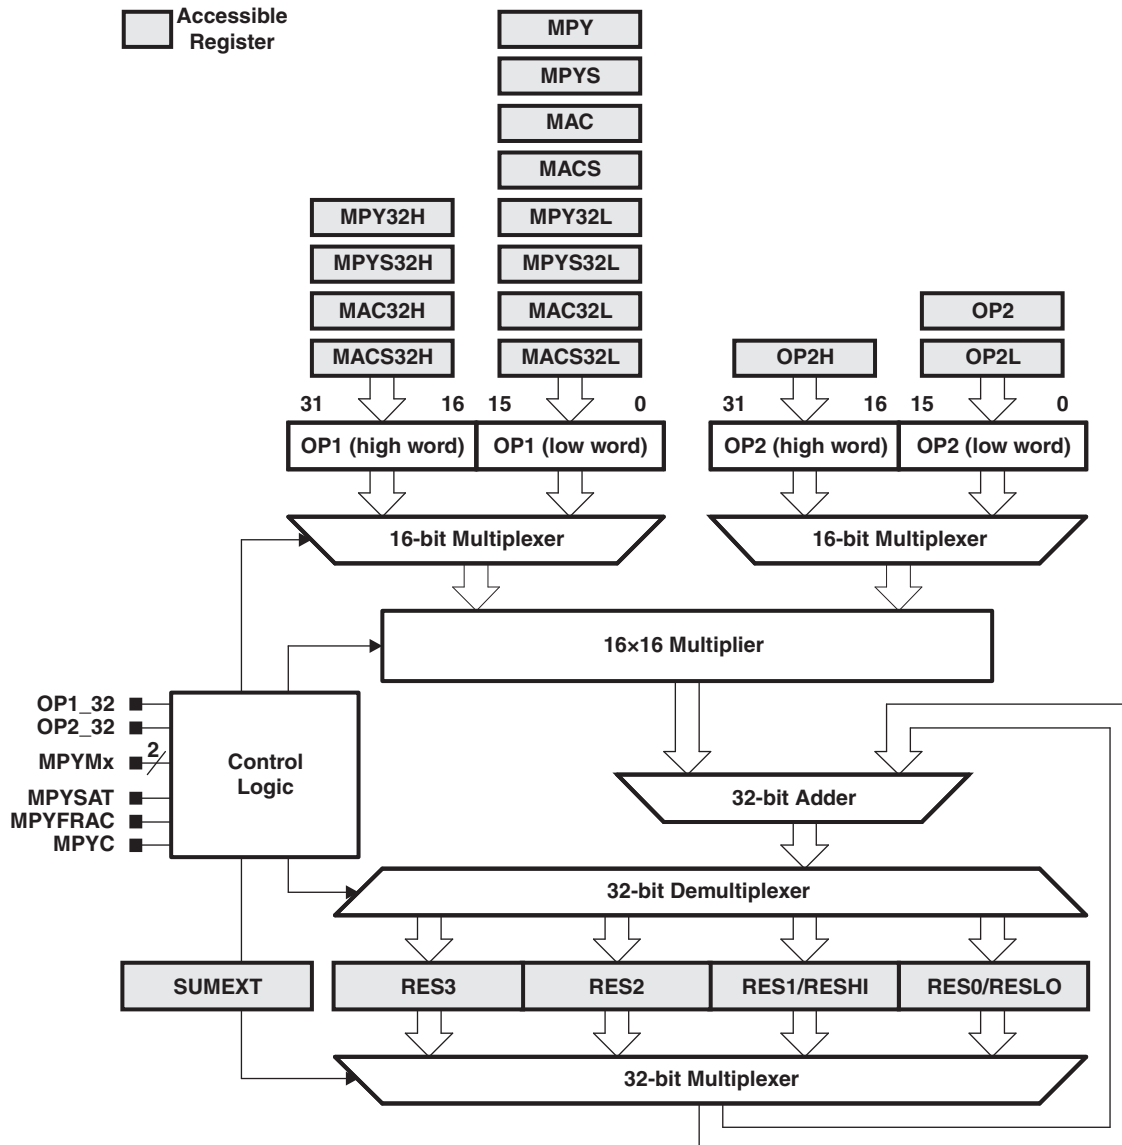 Accessible
Register
MPY
MPYS
MAC
MACS
MPY32H
MPY32L
MPYS32H
MPYS32L
MAC32H
MAC32L
OP2
MACS32H
MACS32L
OP2H
OP2L
31 16 15 0 31 16 15 0
OP1 (high word) OP1 (low word) OP2 (high word) OP2 (low word)
16-bit Multiplexer 16-bit Multiplexer
16×16 Multiplier
OP1_32
OP2_32
2
MPYMx
MPYSAT
MPYFRAC
MPYC
Control
Logic
32-bit Adder
32-bit Demultiplexer
SUMEXT RES3 RES2 RES1/RESHI RES0/RESLO
32-bit Multiplexer